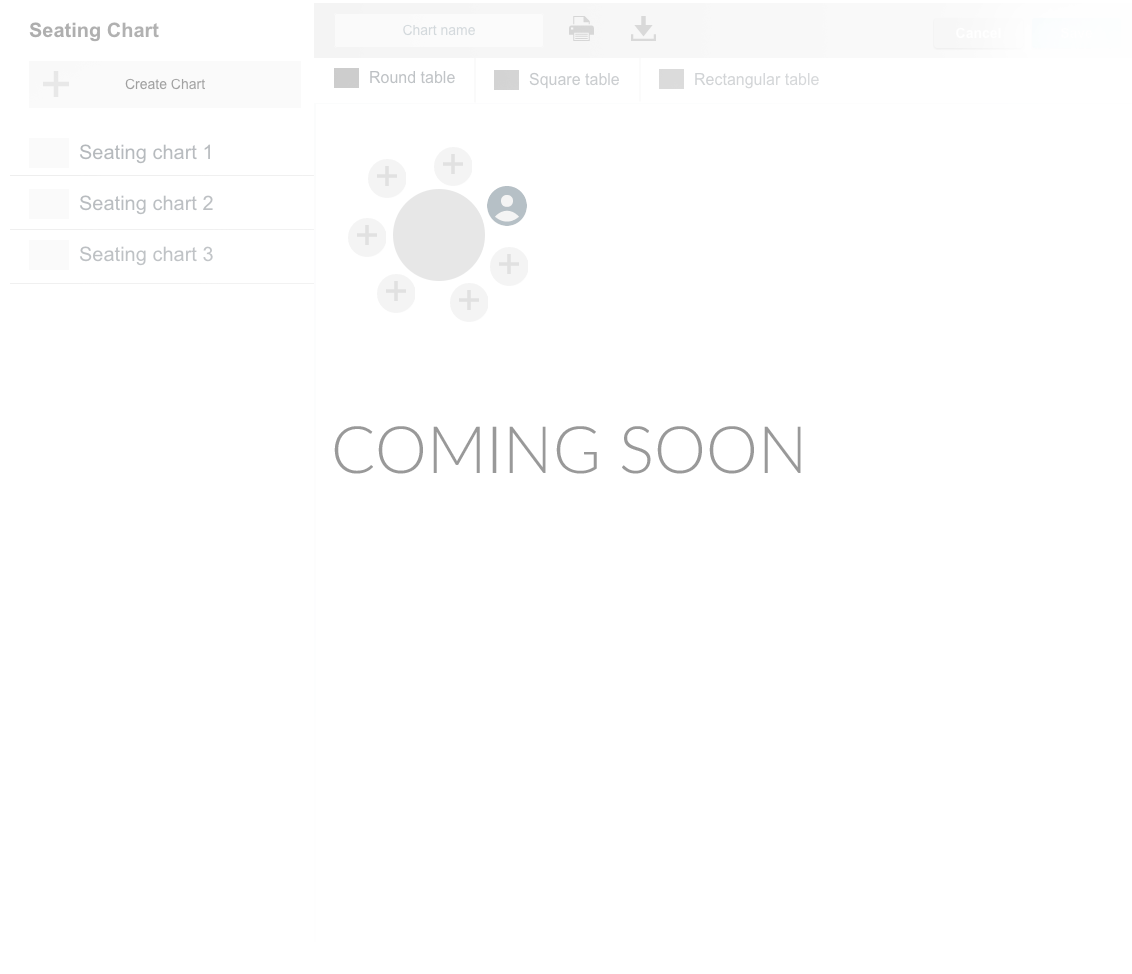 Seating Chart
Chart name
Cancel
Create Chart
Round table
Square table
Rectangular table
Seating chart 1
Seating chart 2
Seating chart 3
COMING SOON